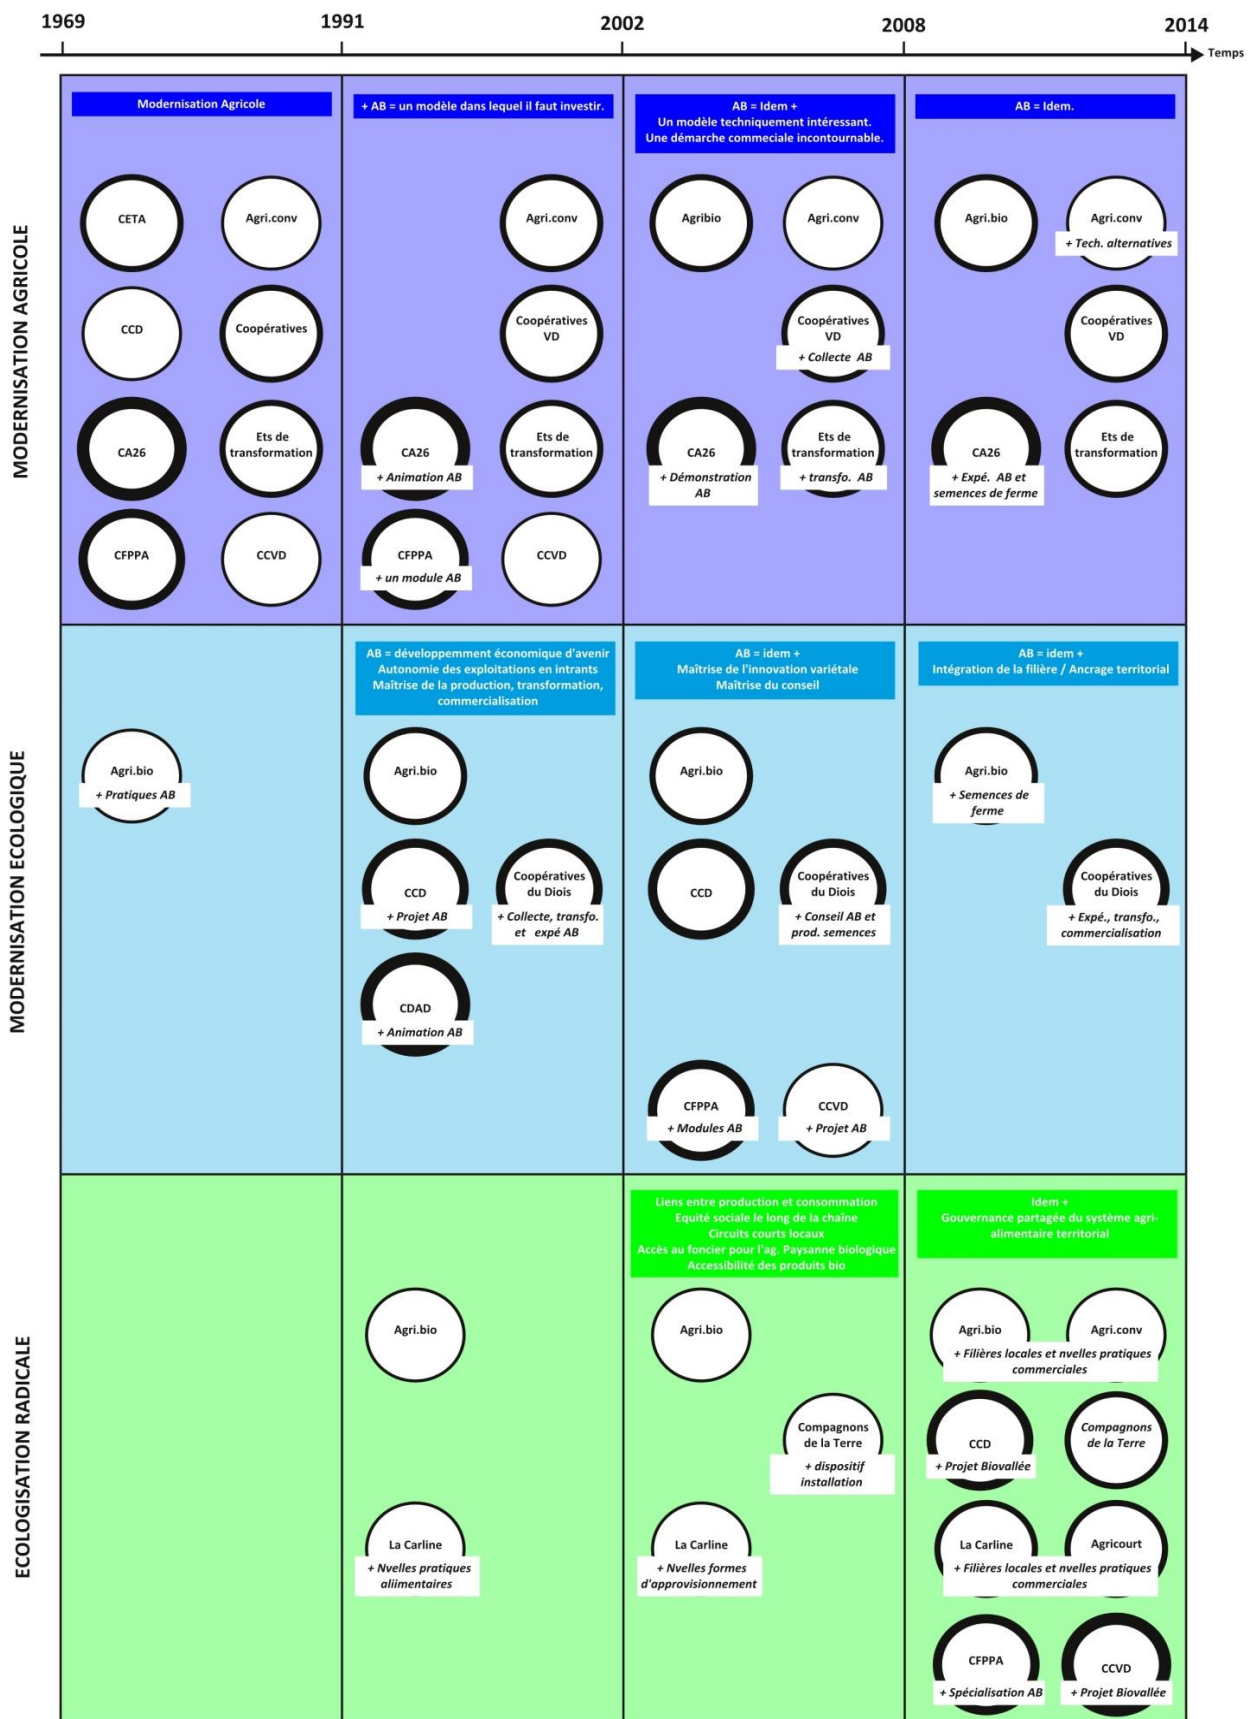 1969
1991
2002
2008
2014
Temps
MODERNISATION AGRICOLE
Modernisation Agricole
+ AB = un modèle dans lequel il faut investir.
AB = Idem +
Un modèle techniquement intéressant.
Une démarche commeciale incontournable.
AB = Idem.
CETA
Agri.conv
Agri.conv
Agribio
Agri.conv
Agri.bio
Agri.conv
+ Tech. alternatives
CCD
Coopératives
Coopératives
VD
Coopératives
VD
+ Collecte AB
Coopératives
VD
CA26
Ets de
transformation
CA26
+ Animation AB
Ets de
transformation
CA26
+ Démonstration
AB
Ets de
transformation
+ transfo. AB
CA26
+ Expé. AB et
semences de ferme
Ets de
transformation
CFPPA
CCVD
CFPPA
+ un module AB
CCVD
MODERNISATION ECOLOGIQUE
AB = développemment économique d'avenir
Autonomie des exploitations en intrants
Maîtrise de la production, transformation,
commercialisation
AB = idem +
Maîtrise de l'innovation variétale
Maîtrise du conseil
AB = idem +
Intégration de la filière / Ancrage territorial
Agri.bio
+ Pratiques AB
Agri.bio
Agri.bio
Agri.bio
+ Semences de
ferme
CCD
+ Projet AB
Coopératives
du Diois
+ Collecte, transfo.
et expé AB
CCD
Coopératives
du Diois
+ Conseil AB et
prod. semences
Coopératives
du Diois
+ Expé., transfo.,
commercialisation
CDAD
+ Animation AB
CFPPA
+ Modules AB
CCVD
+ Projet AB
ECOLOGISATION RADICALE
Liens entre production et consommation
Equité sociale le long de la chaîne
Circuits courts locaux
Accès au foncier pour l'ag. Paysanne biologique
Accessibilité des produits bio
Idem +
Gouvernance partagée du système agri-
alimentaire territorial
Agri.bio
Agri.bio
Agri.bio
Agri.conv
+ Filières locales et nvelles pratiques
commerciales
Compagnons
de la Terre
+ dispositif
installation
CCD
+ Projet Biovallée
Compagnons
de la Terre
La Carline
+ Nvelles pratiques
aliimentaires
La Carline
+ Nvelles formes
d'approvisionnement
La Carline
Agricourt
+ Filières locales et nvelles pratiques
commerciales
CFPPA
+ Spécialisation AB
CCVD
+ Projet Biovallée